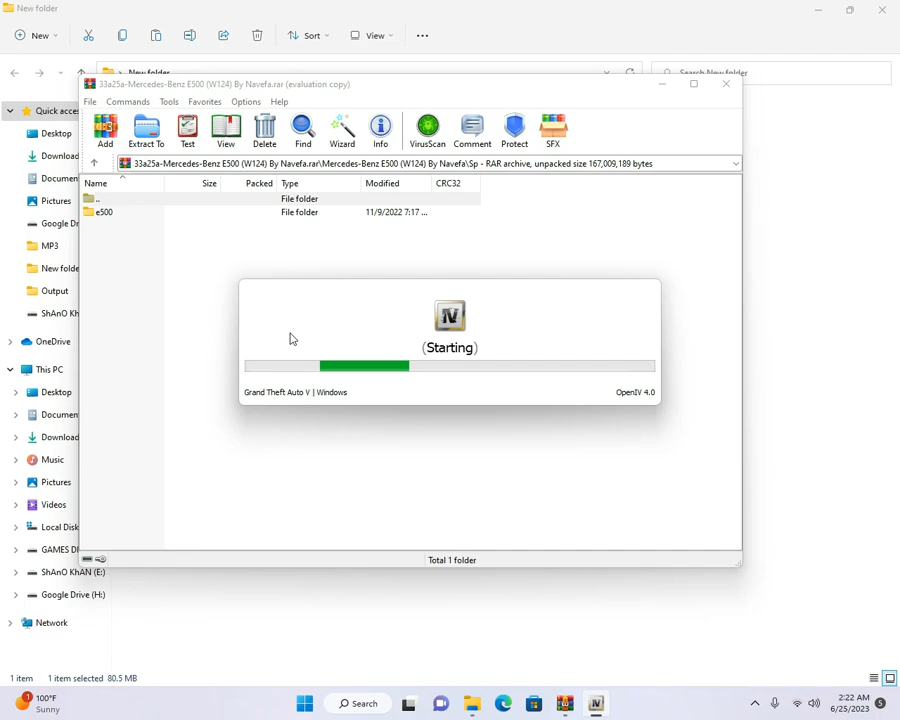 New folder
New
Sort
View
New folder
Search New folder
33a25a-Mercedes-Benz E500 (W124) By Navefa.rar (evaluation copy)
File Commands Tools Favorites Options Help
Add Extract To Test View Delete Find Wizard Info VirusScan Comment Protect SFX
33a25a-Mercedes-Benz E500 (W124) By Navefa.rar\Mercedes-Benz E500 (W124) By Navefa\Sp - RAR archive, unpacked size 167,009,189 bytes
Name Size Packed Type Modified CRC32
.. File folder
e500 File folder 11/9/2022 7:17 ...
Quick acces
Desktop
Download
Documen
Pictures
Google Dr
MP3
New folde
Output
ShAnO Kh
OneDrive
This PC
Desktop
Documen
Download
Music
Pictures
Videos
Local Disk
GAMES DI
ShAnO KhAN (E:)
Google Drive (H:)
Network
(Starting)
Grand Theft Auto V | Windows OpenIV 4.0
Total 1 folder
1 item 1 item selected 80.5 MB
1
100°F
Sunny
Search
2:22 AM
6/25/2023
5